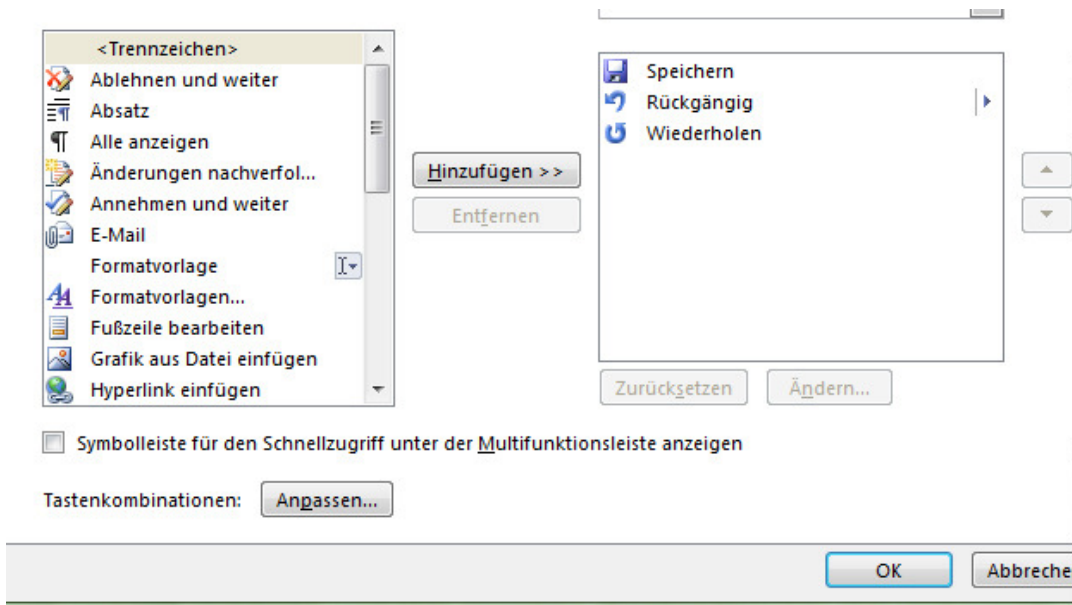 <Trennzeichen>
Ablehnen und weiter
Absatz
Alle anzeigen
Änderungen nachverfol...
Annehmen und weiter
E-Mail
Formatvorlage
Formatvorlagen...
Fußzeile bearbeiten
Grafik aus Datei einfügen
Hyperlink einfügen
Hinzufügen >>
Entfernen
Speichern
Rückgängig
Wiederholen
Zurücksetzen Ändern...
Symbolleiste für den Schnellzugriff unter der Multifunktionsleiste anzeigen
Tastenkombinationen: Anpassen...
OK Abbreche